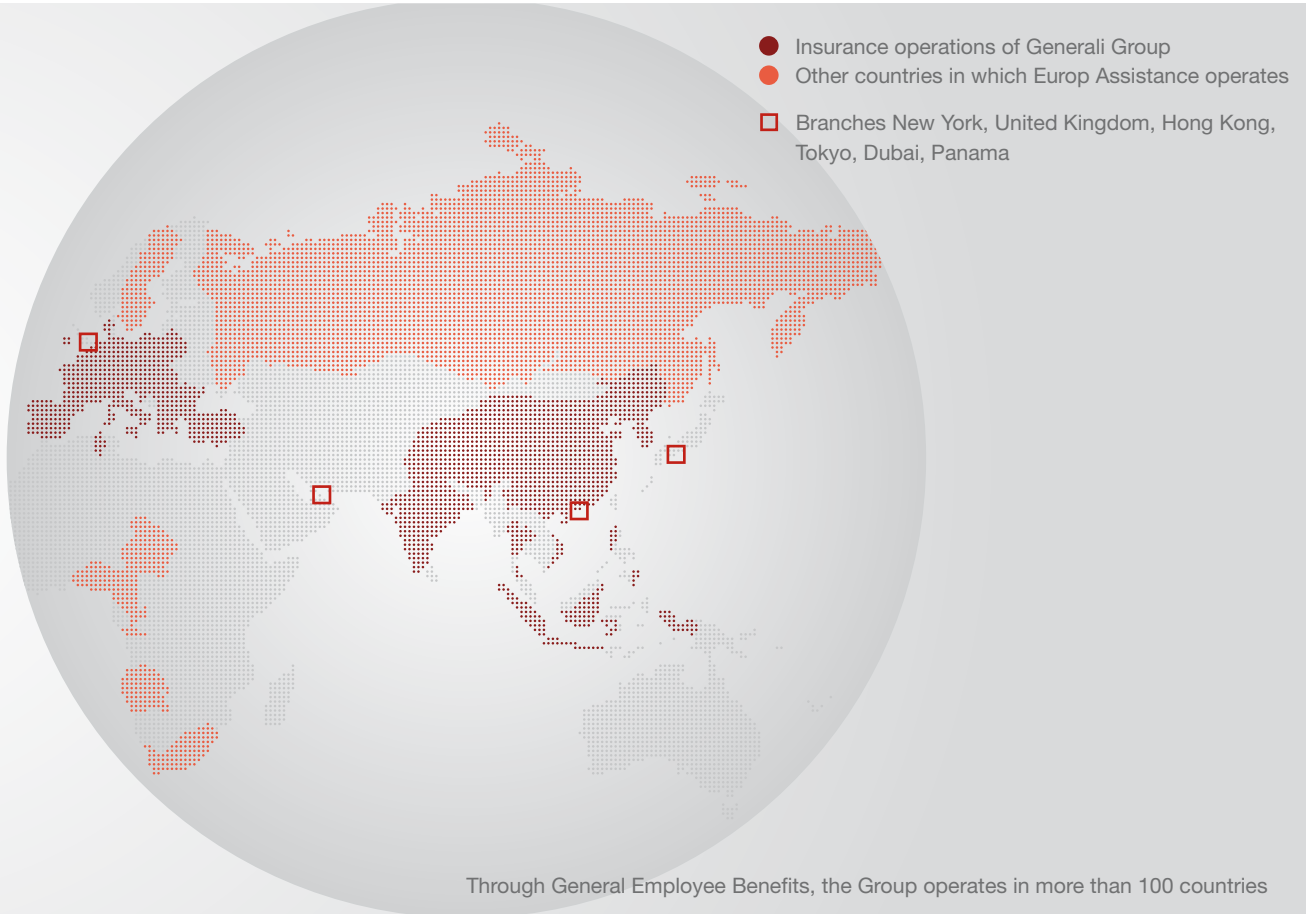 Insurance operations of Generali Group
Other countries in which Europ Assistance operates
Branches New York, United Kingdom, Hong Kong,
Tokyo, Dubai, Panama
Through General Employee Benefits, the Group operates in more than 100 countries